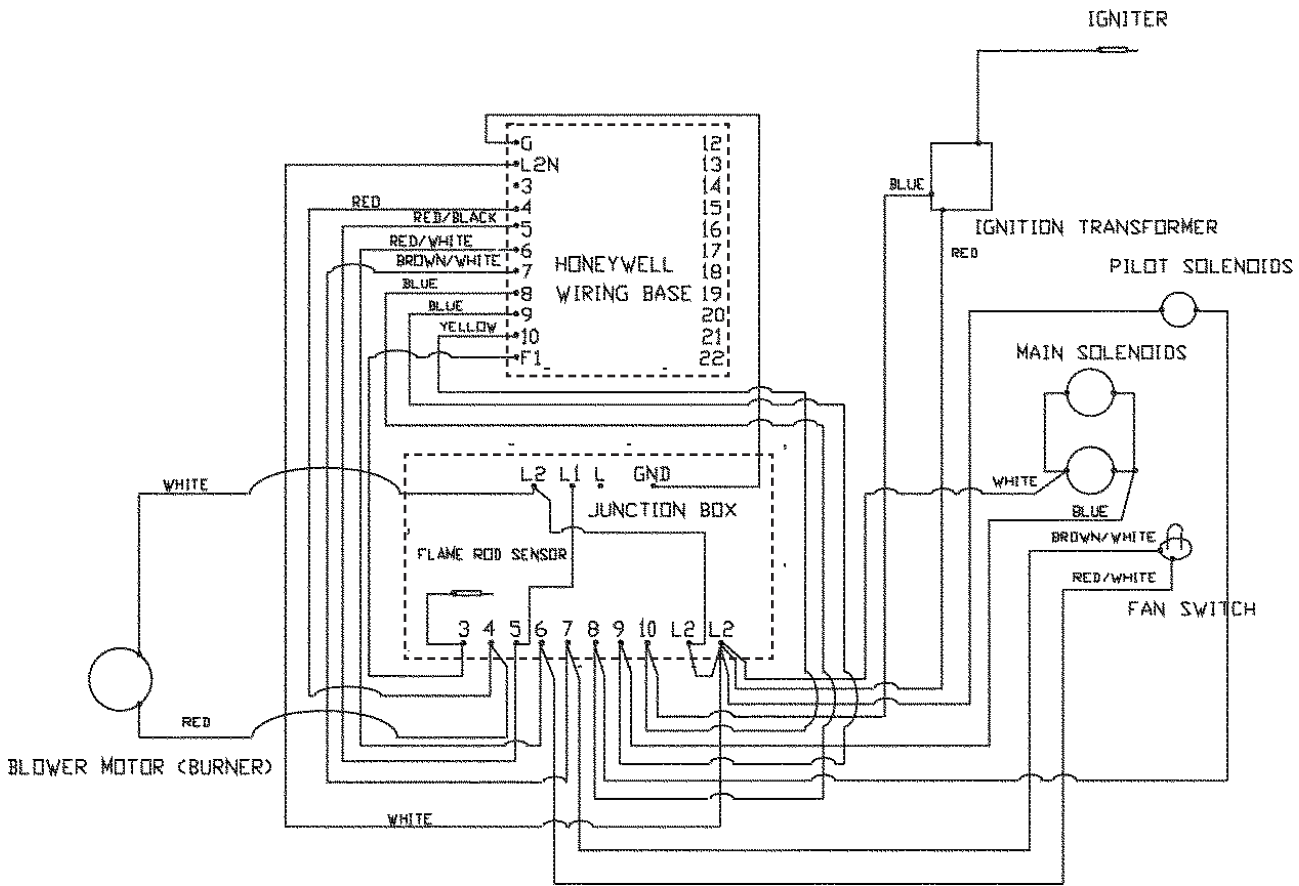 IGNITER
G 12
L2N 13
3 14
RED 4 15
RED/BLACK 5 16
RED/WHITE 6 17
BROWN/WHITE 7 18
BLUE 8 19
BLUE 9 20
YELLOW 10 21
F1 22
HONEYWELL
WIRING BASE
BLUE
IGNITION TRANSFORMER
RED
PILOT SOLENOIDS
MAIN SOLENOIDS
L2 L1 L GND
JUNCTION BOX
WHITE
WHITE
BLUE
FLAME ROD SENSOR
BROWN/WHITE
RED/WHITE
FAN SWITCH
3 4 5 6 7 8 9 10 L2 L2
RED
BLOWER MOTOR (BURNER)
WHITE